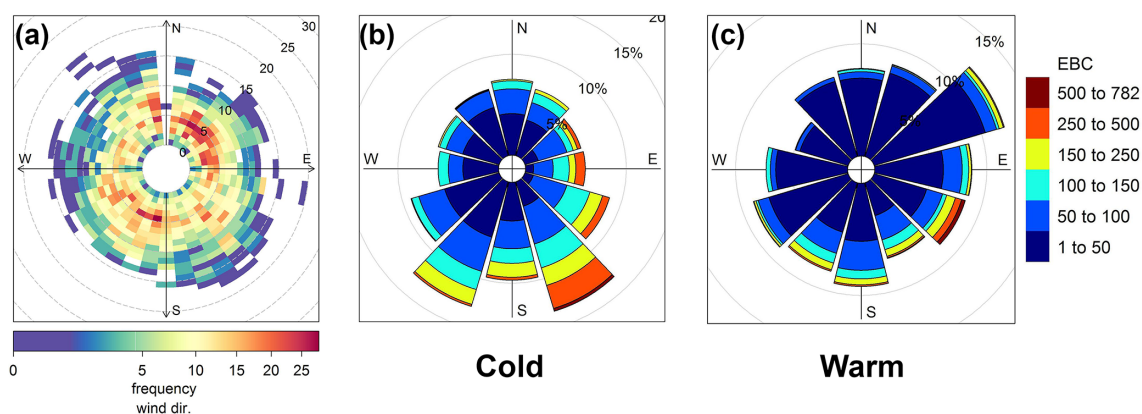 (a)
N
30
25
20
15
10
5
0
W
E
S
0
5
10
15
20
25
frequency
wind dir.
(b)
N
20
15%
10%
5%
W
E
S
Cold
(c)
N
15%
10%
5%
W
E
S
Warm
EBC
500 to 782
250 to 500
150 to 250
100 to 150
50 to 100
1 to 50